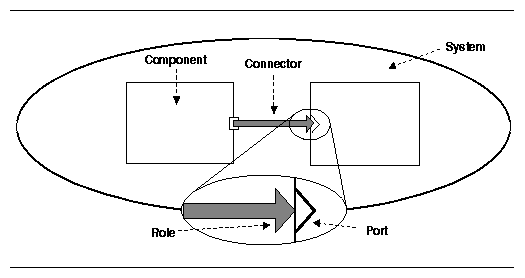 System
Component
Connector
Role
Port